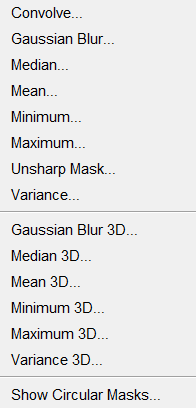 Convolve...
Gaussian Blur...
Median...
Mean...
Minimum...
Maximum...
Unsharp Mask...
Variance...
Gaussian Blur 3D...
Median 3D...
Mean 3D...
Minimum 3D...
Maximum 3D...
Variance 3D...
Show Circular Masks...